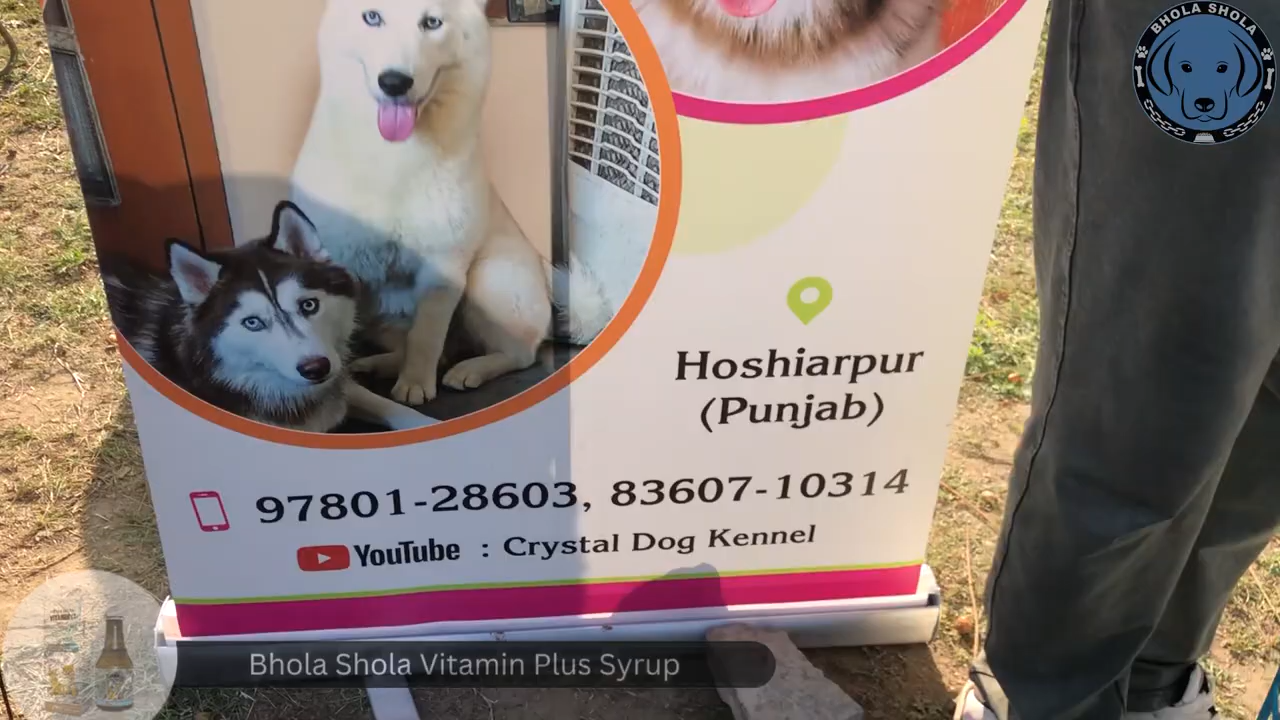 BHOLA SHOLA
Hoshiarpur
(Punjab)
97801-28603, 83607-10314
YouTube : Crystal Dog Kennel
Bhola Shola Vitamin Plus Syrup